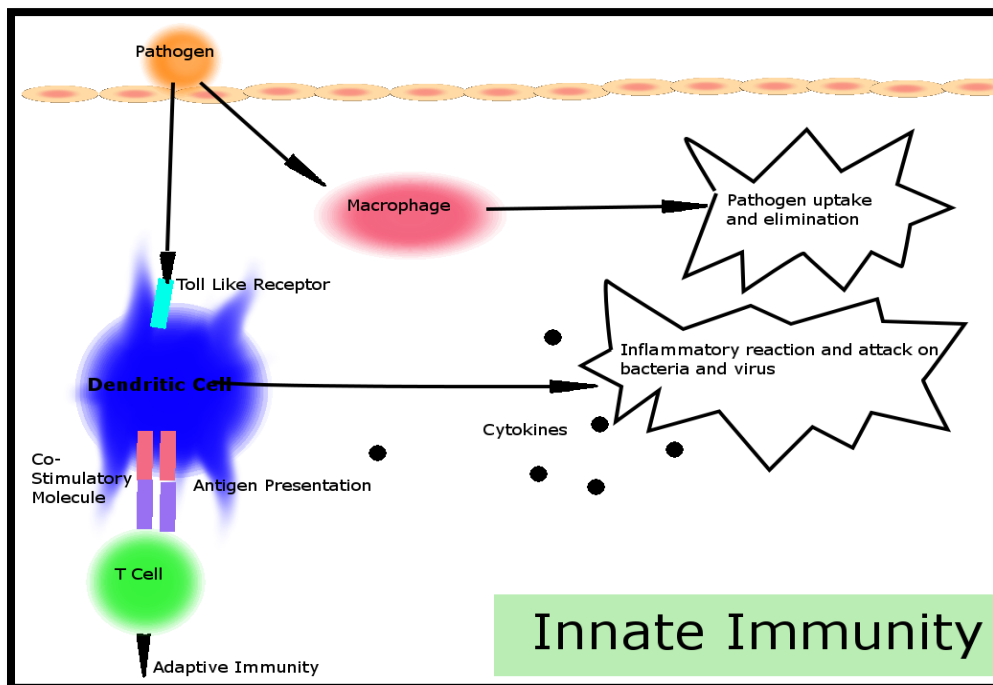 Pathogen
Macrophage
Pathogen uptake
and elimination
Toll Like Receptor
Dendritic Cell
Inflammatory reaction and attack on
bacteria and virus
Cytokines
Co-
Stimulatory
Molecule
Antigen Presentation
T Cell
Adaptive Immunity
Innate Immunity